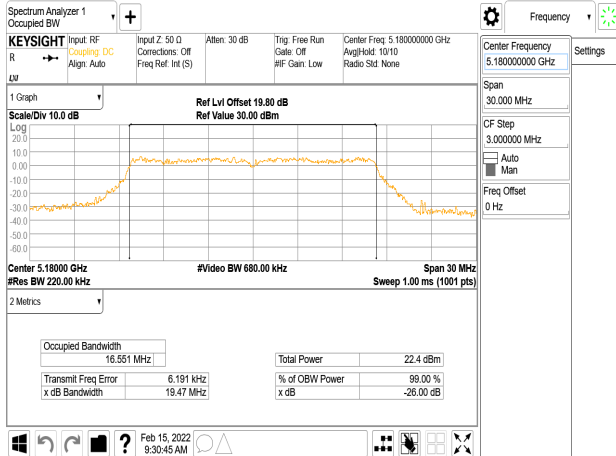 Spectrum Analyzer 1
Occupied BW
Frequency
KEYSIGHT
R
Input: RF
Coupling: DC
Align: Auto
Input Z: 50 Ω
Corrections: Off
Freq Ref: Int (S)
Atten: 30 dB
Trig: Free Run
Gate: Off
#IF Gain: Low
Center Freq: 5.180000000 GHz
Avg|Hold: 10/10
Radio Std: None
Center Frequency
5.180000000 GHz
Settings
Span
30.000 MHz
CF Step
3.000000 MHz
Auto
Man
Freq Offset
0 Hz
1 Graph
Scale/Div 10.0 dB
Ref Lvl Offset 19.80 dB
Ref Value 30.00 dBm
Log
20.0
10.0
0.00
-10.0
-20.0
-30.0
-40.0
-50.0
-60.0
Center 5.18000 GHz
#Video BW 680.00 kHz
Span 30 MHz
#Res BW 220.00 kHz
Sweep 1.00 ms (1001 pts)
2 Metrics
Occupied Bandwidth
16.551 MHz
Total Power 22.4 dBm
Transmit Freq Error 6.191 kHz
% of OBW Power 99.00 %
x dB Bandwidth 19.47 MHz
x dB -26.00 dB
?
Feb 15, 2022
9:30:45 AM